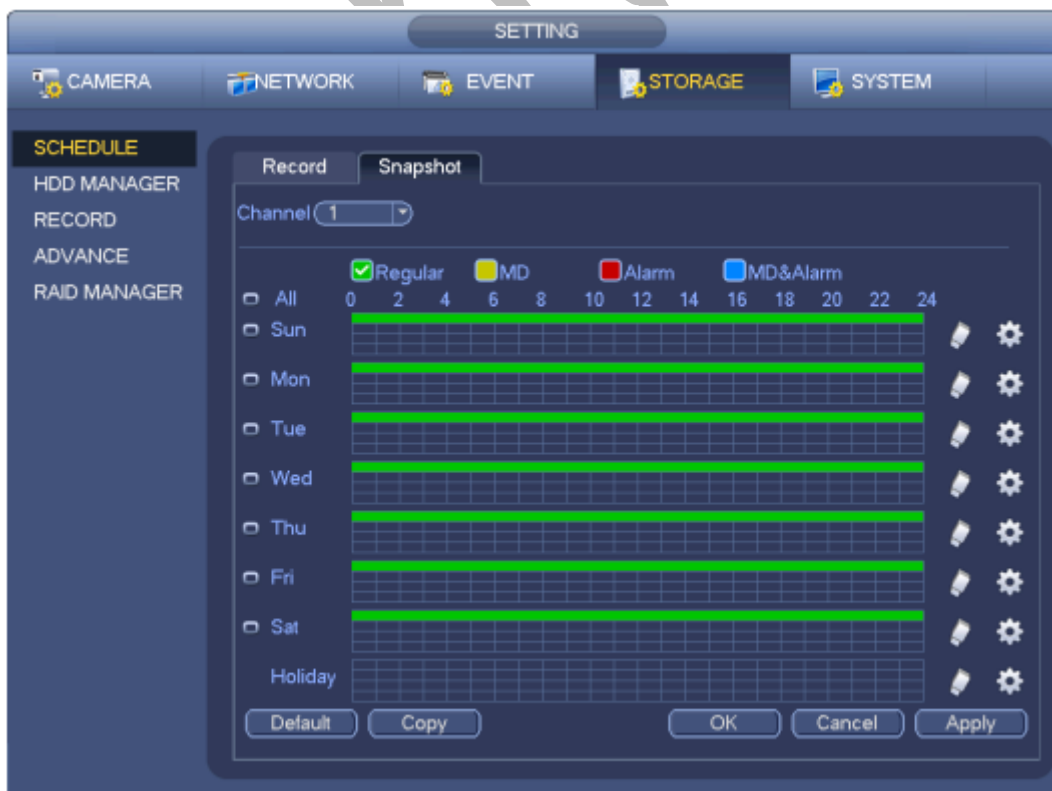 SETTING
CAMERA NETWORK EVENT STORAGE SYSTEM
SCHEDULE
HDD MANAGER
RECORD
ADVANCE
RAID MANAGER
Record Snapshot
Channel 1
Regular MD Alarm MD&Alarm
All 0 2 4 6 8 10 12 14 16 18 20 22 24
Sun
Mon
Tue
Wed
Thu
Fri
Sat
Holiday
Default Copy OK Cancel Apply